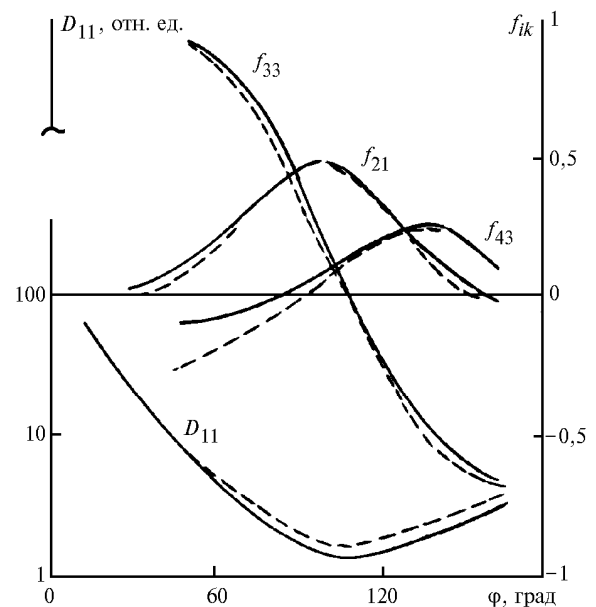 D₁₁, отн. ед.
f_ik
1
f₃₃
0,5
f₂₁
f₄₃
100
0
D₁₁
10
−0,5
1
−1
0
60
120
φ, град